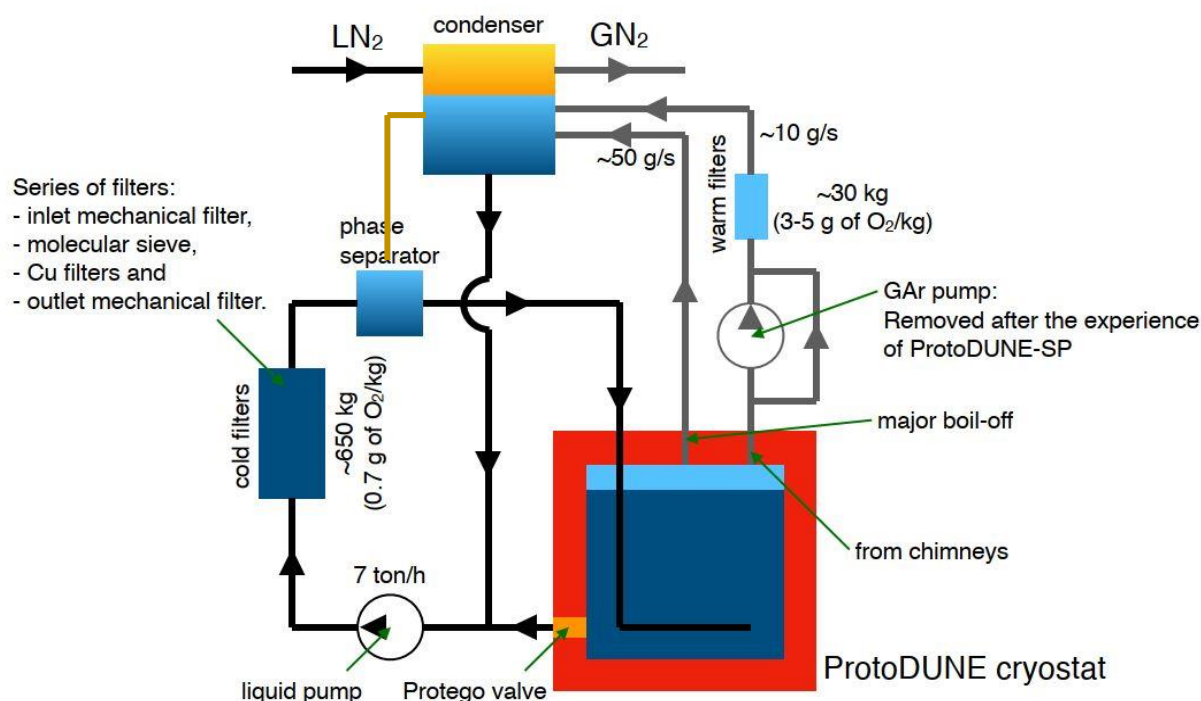 condenser
LN₂
GN₂
~10 g/s
~50 g/s
warm filters
~30 kg
(3-5 g of O₂/kg)
Series of filters:
- inlet mechanical filter,
- molecular sieve,
- Cu filters and
- outlet mechanical filter.
phase
separator
GAr pump:
Removed after the experience
of ProtoDUNE-SP
cold filters
~650 kg
(0.7 g of O₂/kg)
major boil-off
from chimneys
7 ton/h
liquid pump
Protego valve
ProtoDUNE cryostat